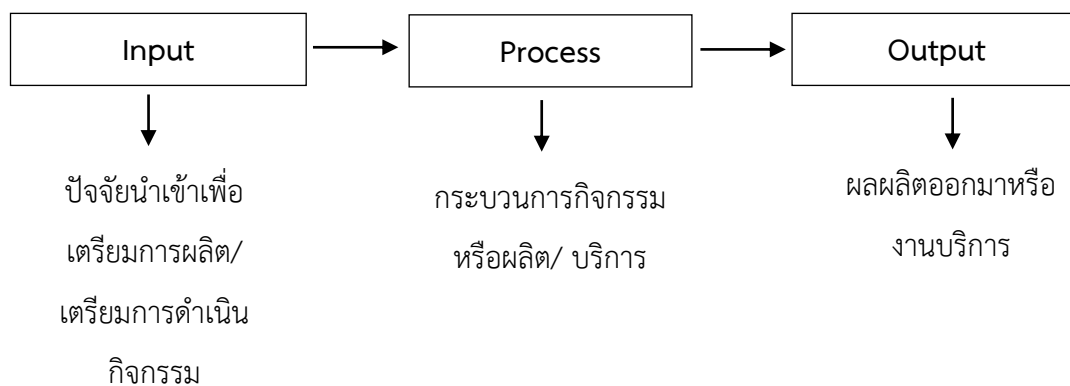 Input
Process
Output
ปัจจัยนำเข้าเพื่อ
เตรียมการผลิต/
เตรียมการดำเนิน
กิจกรรม
กระบวนการกิจกรรม
หรือผลิต/ บริการ
ผลผลิตออกมาหรือ
งานบริการ